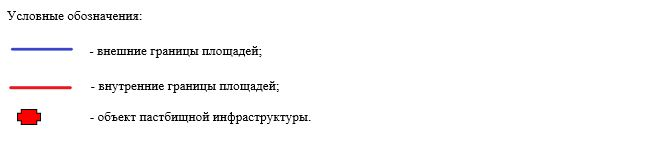 Условные обозначения:
- внешние границы площадей;
- внутренние границы площадей;
- объект пастбищной инфраструктуры.